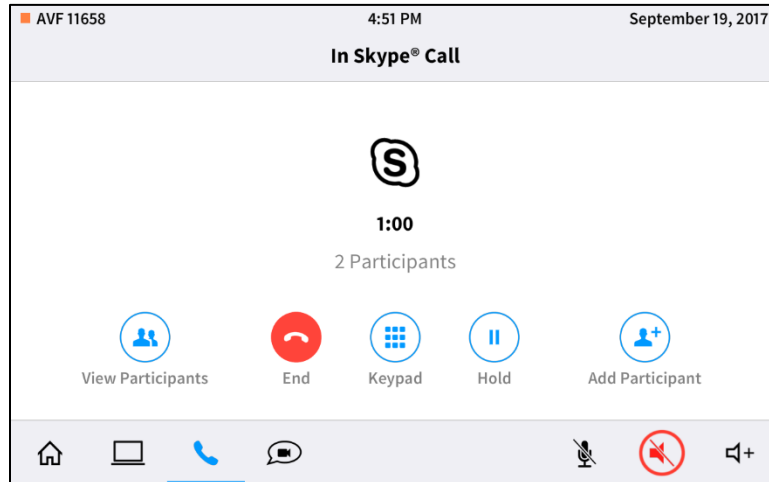 AVF 11658 4:51 PM September 19, 2017
In Skype® Call
S
1:00
2 Participants
View Participants End Keypad Hold Add Participant